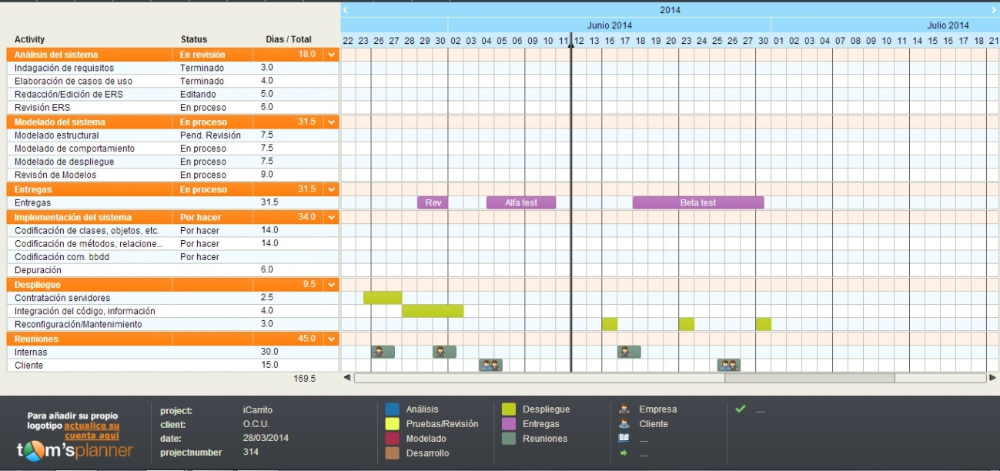 2014
Junio 2014 Julio 2014
Activity Status Dias / Total 22 23 26 27 28 29 30 02 03 04 05 06 09 10 11 12 13 16 17 18 19 20 23 24 25 26 27 30 01 02 03 04 07 08 09 10 11 14 15 16 17 18 21
Análisis del sistema En revisión 18.0
Indagación de requisitos Terminado 3.0
Elaboración de casos de uso Terminado 4.0
Redacción/Edición de ERS Editando 5.0
Revisión ERS En proceso 6.0
Modelado del sistema En proceso 31.5
Modelado estructural Pend. Revisión 7.5
Modelado de comportamiento En proceso 7.5
Modelado de despliegue En proceso 7.5
Revisón de Modelos En proceso 9.0
Entregas En proceso 31.5
Entregas 31.5 Rev Alfa test Beta test
Implementación del sistema Por hacer 34.0
Codificación de clases, objetos, etc. Por hacer 14.0
Codificación de métodos, relacione... Por hacer 14.0
Codificación com. bbdd Por hacer
Depuración 6.0
Despliegue 9.5
Contratación servidores 2.5
Integración del código, información 4.0
Reconfiguración/Mantenimiento 3.0
Reuniones 45.0
Internas 30.0
Cliente 15.0
169.5
Para añadir su propio
logotipo actualice su
cuenta aquí
tom'splanner
project: iCarrito
client: O.C.U.
date: 28/03/2014
projectnumber 314
Análisis
Pruebas/Revisión
Modelado
Desarrollo
Despliegue
Entregas
Reuniones
Empresa
Cliente
....
....
....